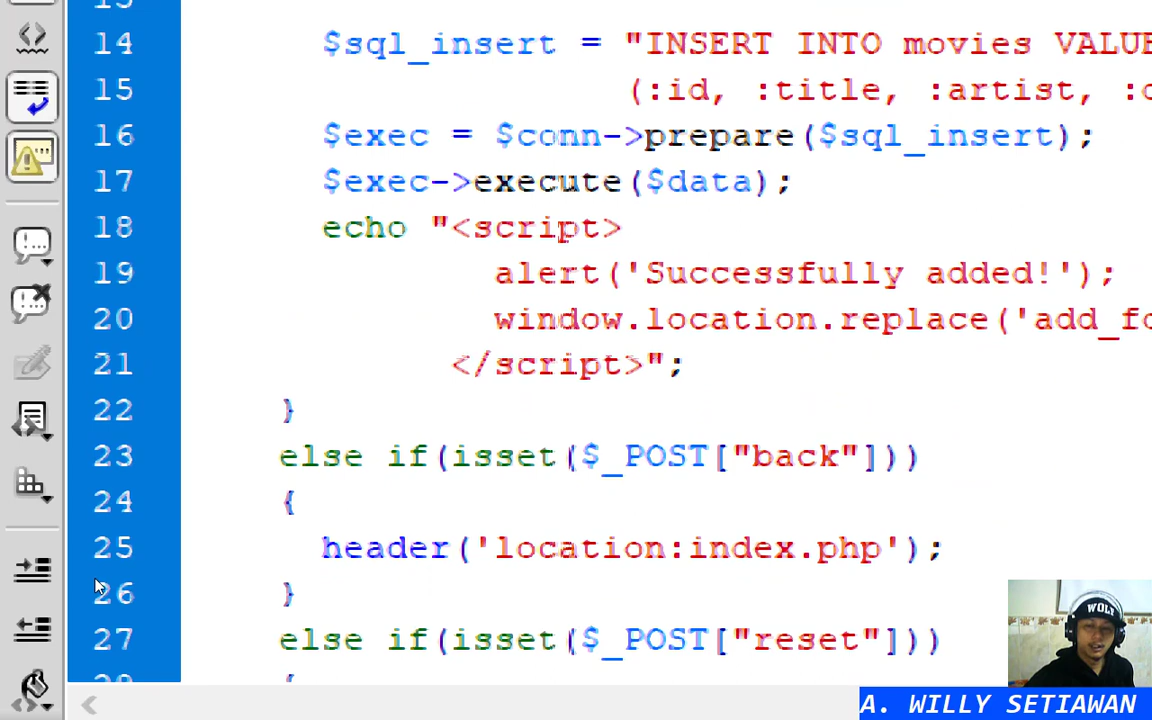 14 $sql_insert = "INSERT INTO movies
15 (:id, :title, :artist,
16 $exec = $conn->prepare($sql_insert);
17 $exec->execute($data);
18 echo "<script>
19 alert('Successfully added!');
20 window.location.replace('
21 </script>";
22 }
23 else if(isset($_POST["back"]))
24 {
25 header('location:index.php');
26 }
27 else if(isset($_POST["reset"]))
WOLV
A. WILLY SETIAWAN